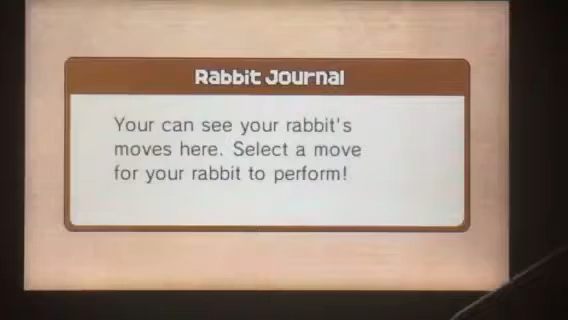 Rabbit Journal
Your can see your rabbit's
moves here. Select a move
for your rabbit to perform!